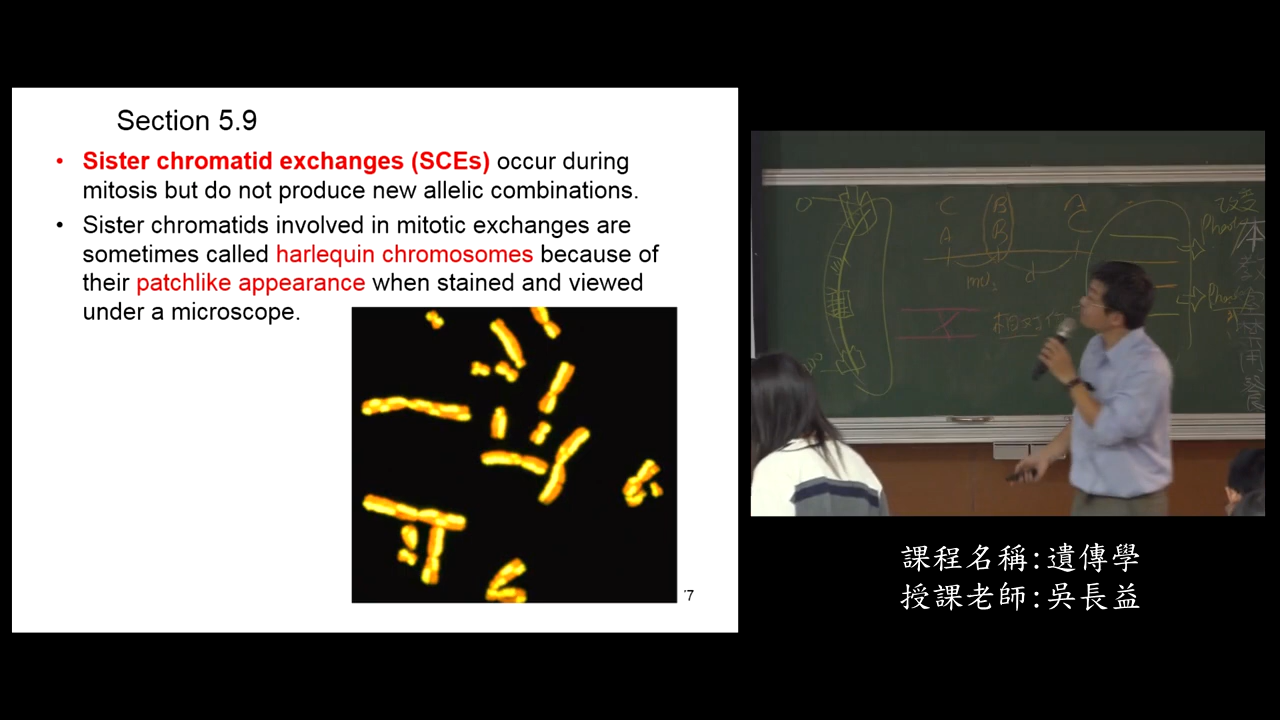 Section 5.9
• Sister chromatid exchanges (SCEs) occur during
mitosis but do not produce new allelic combinations.
• Sister chromatids involved in mitotic exchanges are
sometimes called harlequin chromosomes because of
their patchlike appearance when stained and viewed
under a microscope.
7
C B A
C
A B
d
課程名稱:遺傳學
授課老師:吳長益